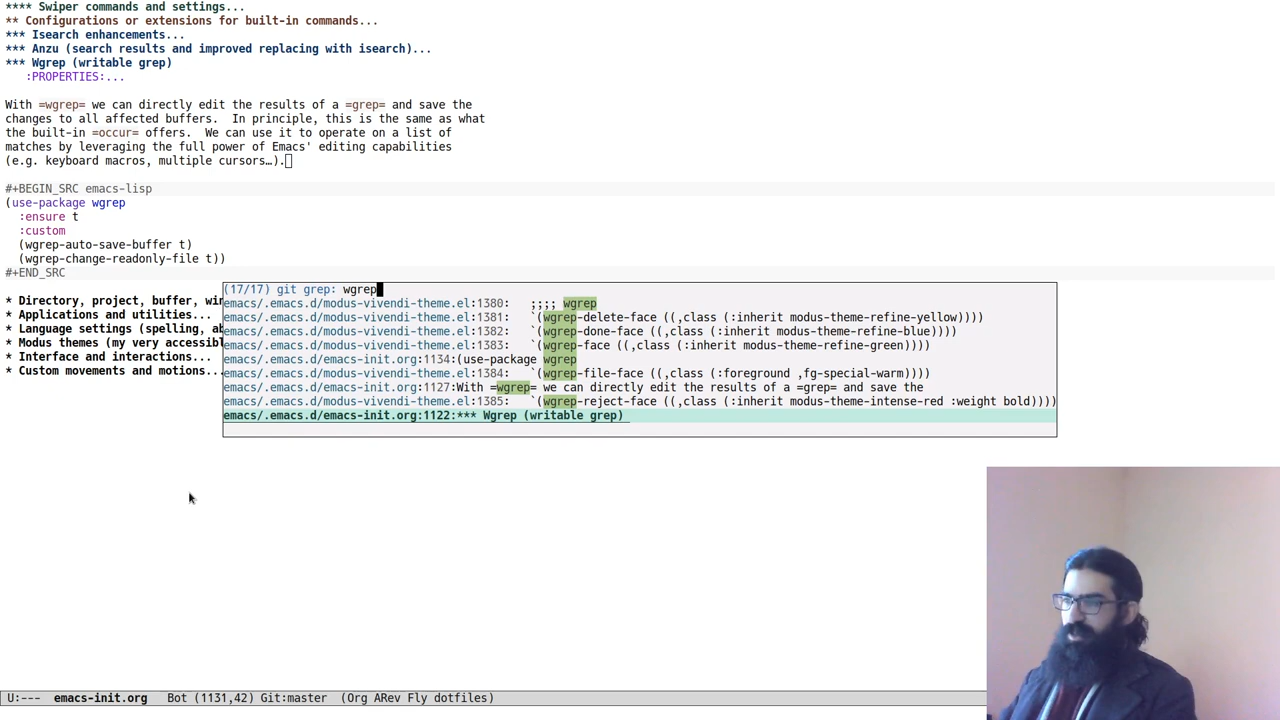 **** Swiper commands and settings...
** Configurations or extensions for built-in commands...
*** Isearch enhancements...
*** Anzu (search results and improved replacing with isearch)...
*** Wgrep (writable grep)
:PROPERTIES:...
With =wgrep= we can directly edit the results of a =grep= and save the
changes to all affected buffers.  In principle, this is the same as what
the built-in =occur= offers.  We can use it to operate on a list of
matches by leveraging the full power of Emacs' editing capabilities
(e.g. keyboard macros, multiple cursors…).
#+BEGIN_SRC emacs-lisp
(use-package wgrep
:ensure t
:custom
(wgrep-auto-save-buffer t)
(wgrep-change-readonly-file t))
#+END_SRC
* Directory, project, buffer, win
* Applications and utilities...
* Language settings (spelling, ab
* Modus themes (my very accessibl
* Interface and interactions...
* Custom movements and motions...
(17/17) git grep: wgrep
emacs/.emacs.d/modus-vivendi-theme.el:1380:   ;;;; wgrep
emacs/.emacs.d/modus-vivendi-theme.el:1381:   `(wgrep-delete-face ((,class (:inherit modus-theme-refine-yellow))))
emacs/.emacs.d/modus-vivendi-theme.el:1382:   `(wgrep-done-face ((,class (:inherit modus-theme-refine-blue))))
emacs/.emacs.d/modus-vivendi-theme.el:1383:   `(wgrep-face ((,class (:inherit modus-theme-refine-green))))
emacs/.emacs.d/emacs-init.org:1134:(use-package wgrep
emacs/.emacs.d/modus-vivendi-theme.el:1384:   `(wgrep-file-face ((,class (:foreground ,fg-special-warm))))
emacs/.emacs.d/emacs-init.org:1127:With =wgrep= we can directly edit the results of a =grep= and save the
emacs/.emacs.d/modus-vivendi-theme.el:1385:   `(wgrep-reject-face ((,class (:inherit modus-theme-intense-red :weight bold))))
emacs/.emacs.d/emacs-init.org:1122:*** Wgrep (writable grep)
U:---  emacs-init.org   Bot (1131,42) Git:master  (Org ARev Fly dotfiles)